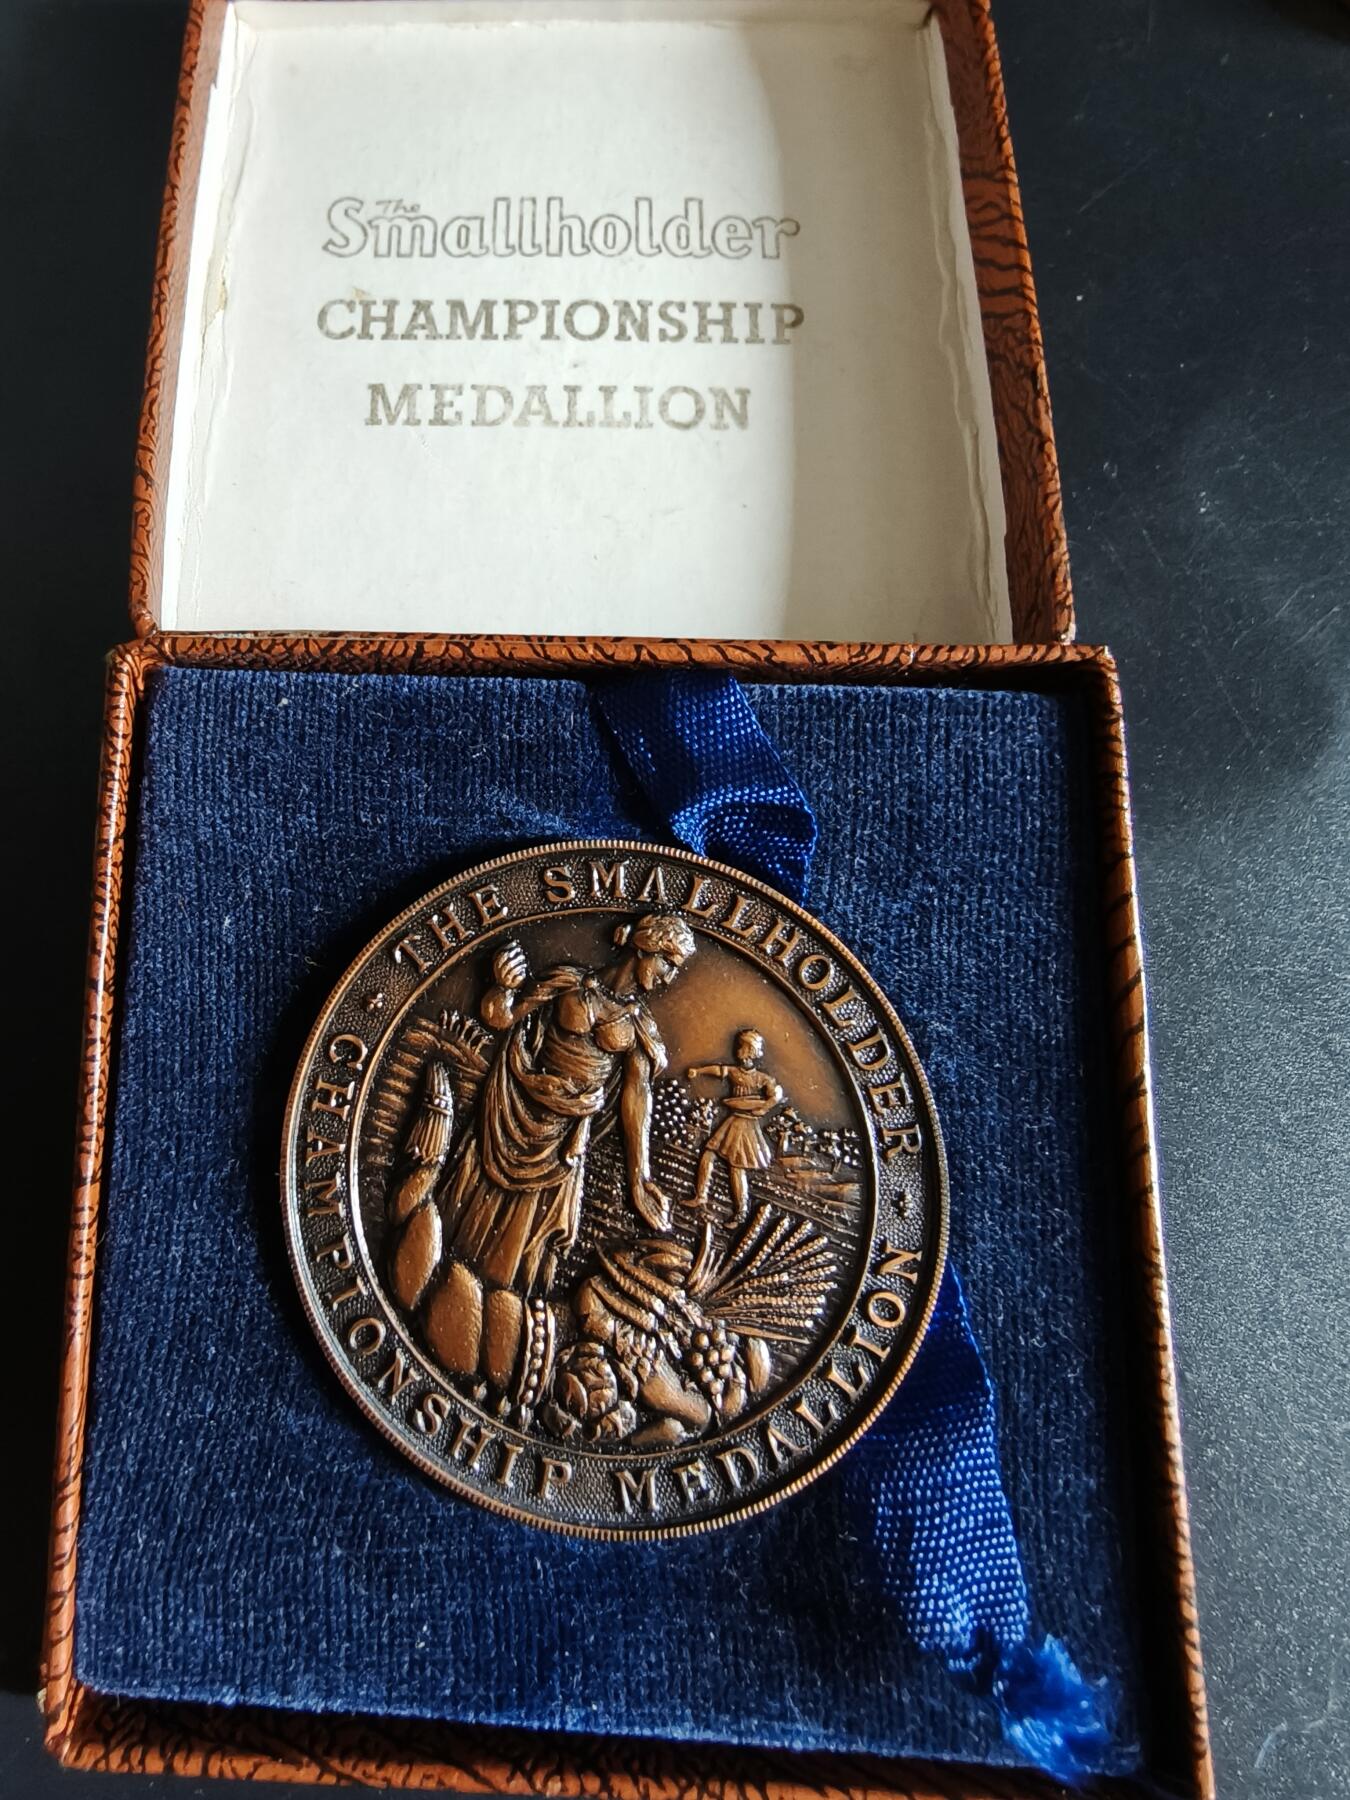 The Smallholder
CHAMPIONSHIP
MEDALLION
THE SMALLHOLDER
CHAMPIONSHIP MEDALLION